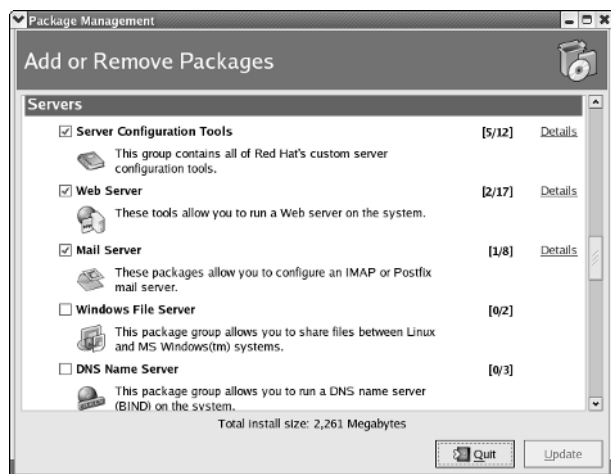 Package Management
Add or Remove Packages
Servers
Server Configuration Tools [5/12] Details
This group contains all of Red Hat's custom server
configuration tools.
Web Server [2/17] Details
These tools allow you to run a Web server on the system.
Mail Server [1/8] Details
These packages allow you to configure an IMAP or Postfix
mail server.
Windows File Server [0/2]
This package group allows you to share files between Linux
and MS Windows(tm) systems.
DNS Name Server [0/3]
This package group allows you to run a DNS name server
(BIND) on the system.
Total install size: 2,261 Megabytes
Quit Update